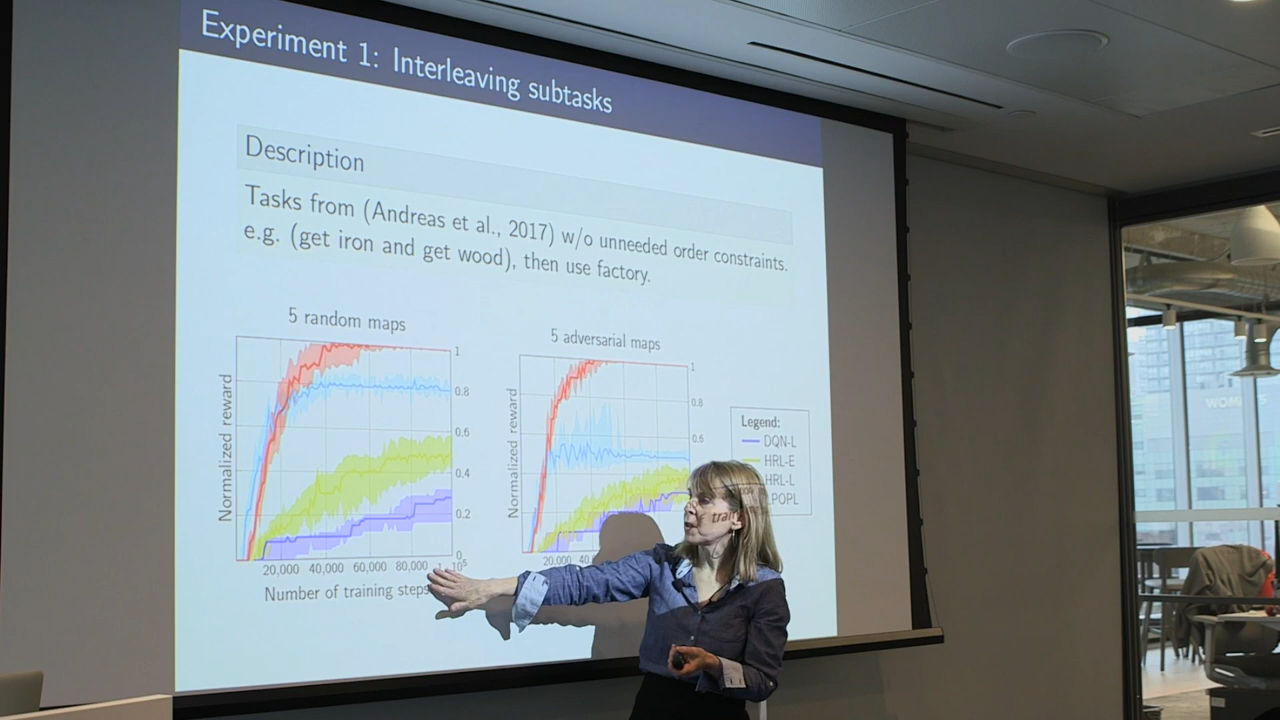 Experiment 1: Interleaving subtasks
Description
Tasks from (Andreas et al., 2017) w/o unneeded order constraints.
e.g. (get iron and get wood), then use factory.
5 random maps
5 adversarial maps
Normalized reward
1
0.8
0.6
0.4
0.2
0
20,000 40,000 60,000 80,000
Number of training steps
Normalized reward
1
0.8
0.6
20,000
Legend:
DQN-L
HRL-E
HRL-L
LPOPL
train